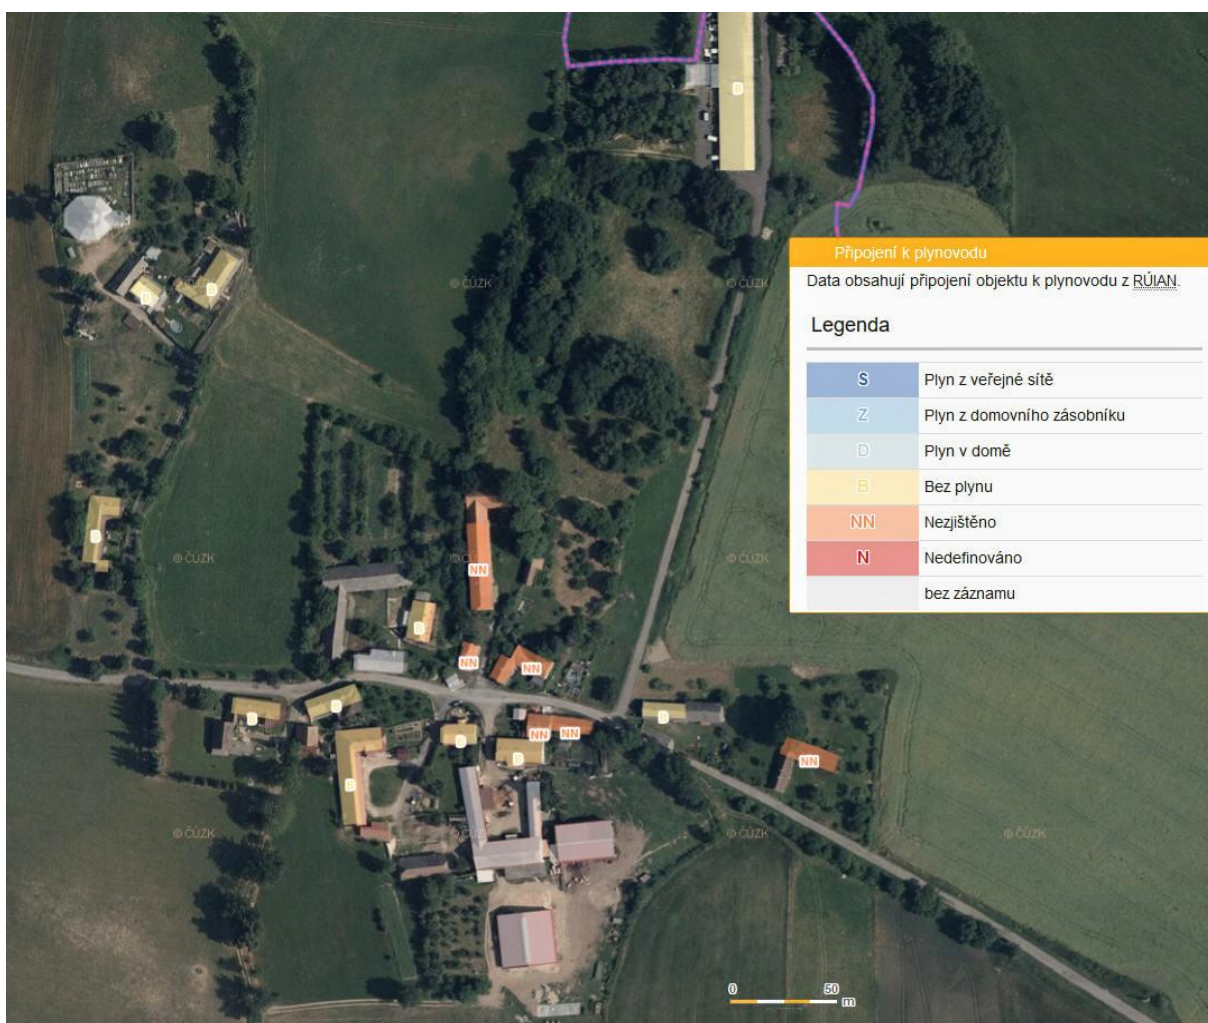 B
Připojení k plynovodu
Data obsahují připojení objektu k plynovodu z RÚIAN.
© ČÚZK
© ČÚZK
B
B
Legenda
S Plyn z veřejné sítě
Z Plyn z domovního zásobníku
D Plyn v domě
B Bez plynu
NN Nezjištěno
N Nedefinováno
bez záznamu
B
© ČÚZK
© ČÚZK
NN
B
NN
NN
B
B
B
B
NN
NN
B
B
NN
B
© ČÚZK
© ČÚZK
© ČÚZK
© ČÚZK
0 50
m